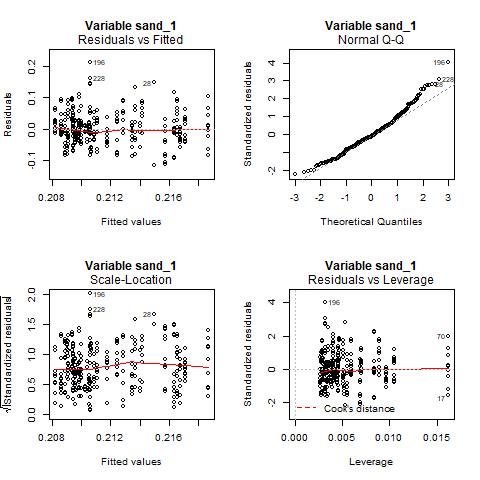 Variable sand_1
Residuals vs Fitted
Residuals
0.2
0.1
0.0
-0.1
196
228
28
0.208
0.212
0.216
Fitted values
Variable sand_1
Normal Q-Q
Standardized residuals
4
3
2
1
0
-2
196
228
28
-3
-2
-1
0
1
2
3
Theoretical Quantiles
Variable sand_1
Scale-Location
√|Standardized residuals|
2.0
1.5
1.0
0.5
0.0
196
228
28
0.208
0.212
0.216
Fitted values
Variable sand_1
Residuals vs Leverage
Standardized residuals
4
2
0
-2
196
70
17
Cook's distance
0.000
0.005
0.010
0.015
Leverage